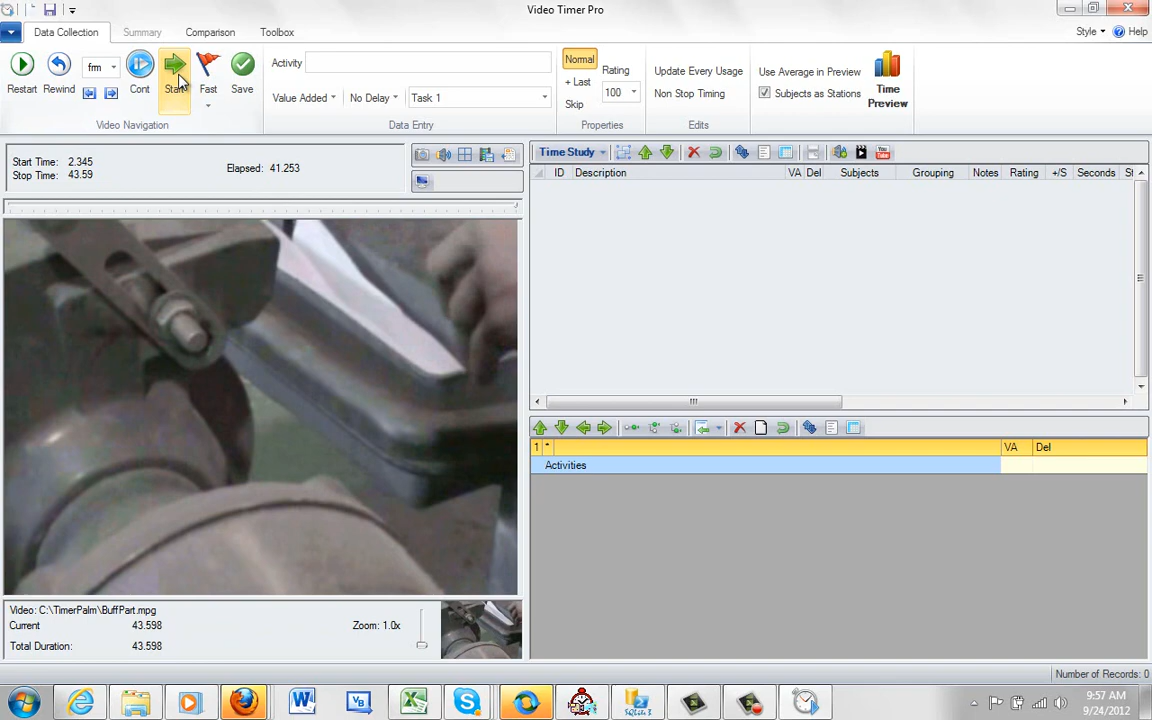 Video Timer Pro
Data Collection Summary Comparison Toolbox Style Help
Restart Rewind frm Cont Start Fast Save
Video Navigation
Activity
Value Added No Delay Task 1
Data Entry
Normal
+ Last
Skip
Rating
100
Properties
Update Every Usage
Non Stop Timing
Edits
Use Average in Preview
Subjects as Stations
Time
Preview
Start Time: 2.345
Stop Time: 43.59
Elapsed: 41.253
Time Study
ID Description VA Del Subjects Grouping Notes Rating +/S Seconds St
1 * VA Del
Activities
Video: C:\TimerPalm\BuffPart.mpg
Current 43.598 Zoom: 1.0x
Total Duration: 43.598
Number of Records: 0
9:57 AM
9/24/2012